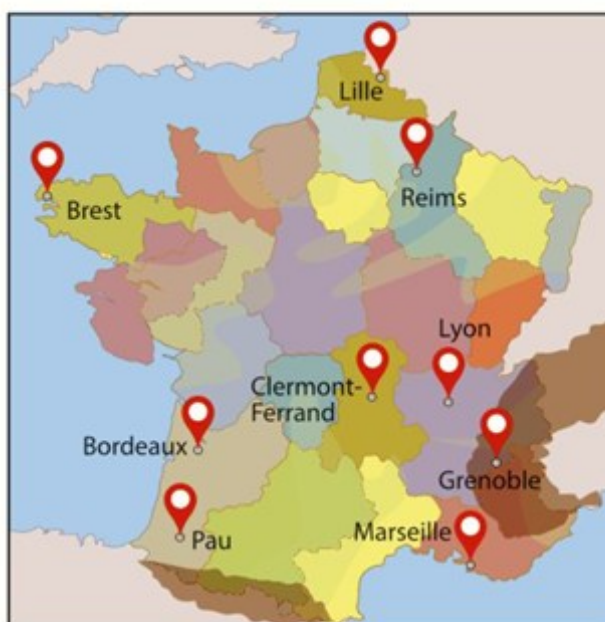 Lille
Brest
Reims
Lyon
Clermont-
Ferrand
Bordeaux
Grenoble
Marseille
Pau